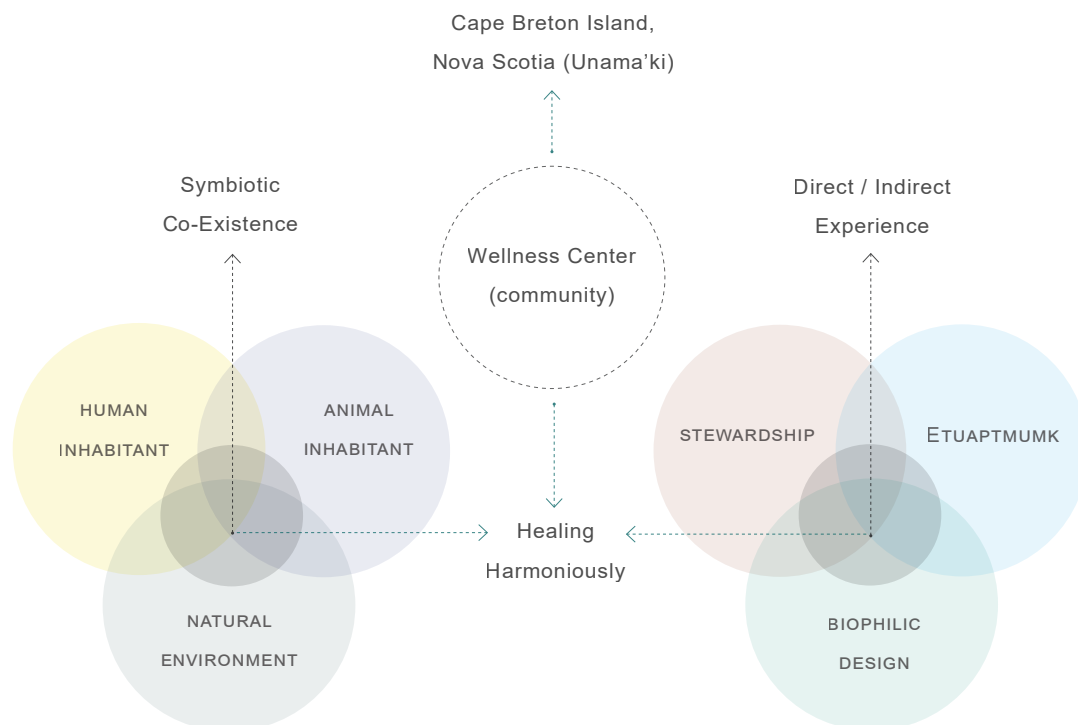 Cape Breton Island,
Nova Scotia (Unama’ki)
Symbiotic
Co-Existence
Direct / Indirect
Experience
Wellness Center
(community)
HUMAN
INHABITANT
ANIMAL
INHABITANT
STEWARDSHIP
ETUAPTMUMK
Healing
Harmoniously
NATURAL
ENVIRONMENT
BIOPHILIC
DESIGN